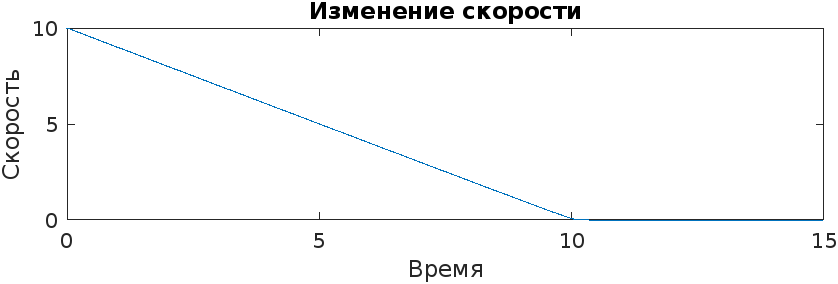 Изменение скорости
10
5
0
Скорость
0 5 10 15
Время